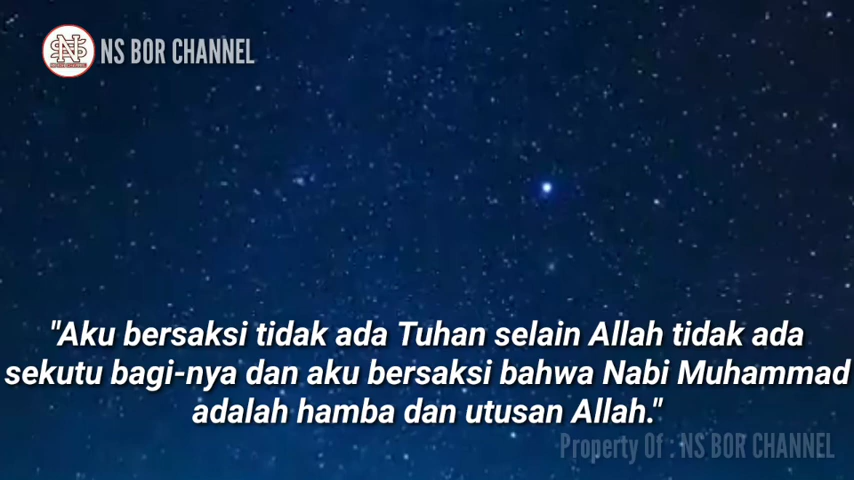 NS BOR CHANNEL
"Aku bersaksi tidak ada Tuhan selain Allah tidak ada
sekutu bagi-nya dan aku bersaksi bahwa Nabi Muhammad
adalah hamba dan utusan Allah."
Property Of : NS BOR CHANNEL